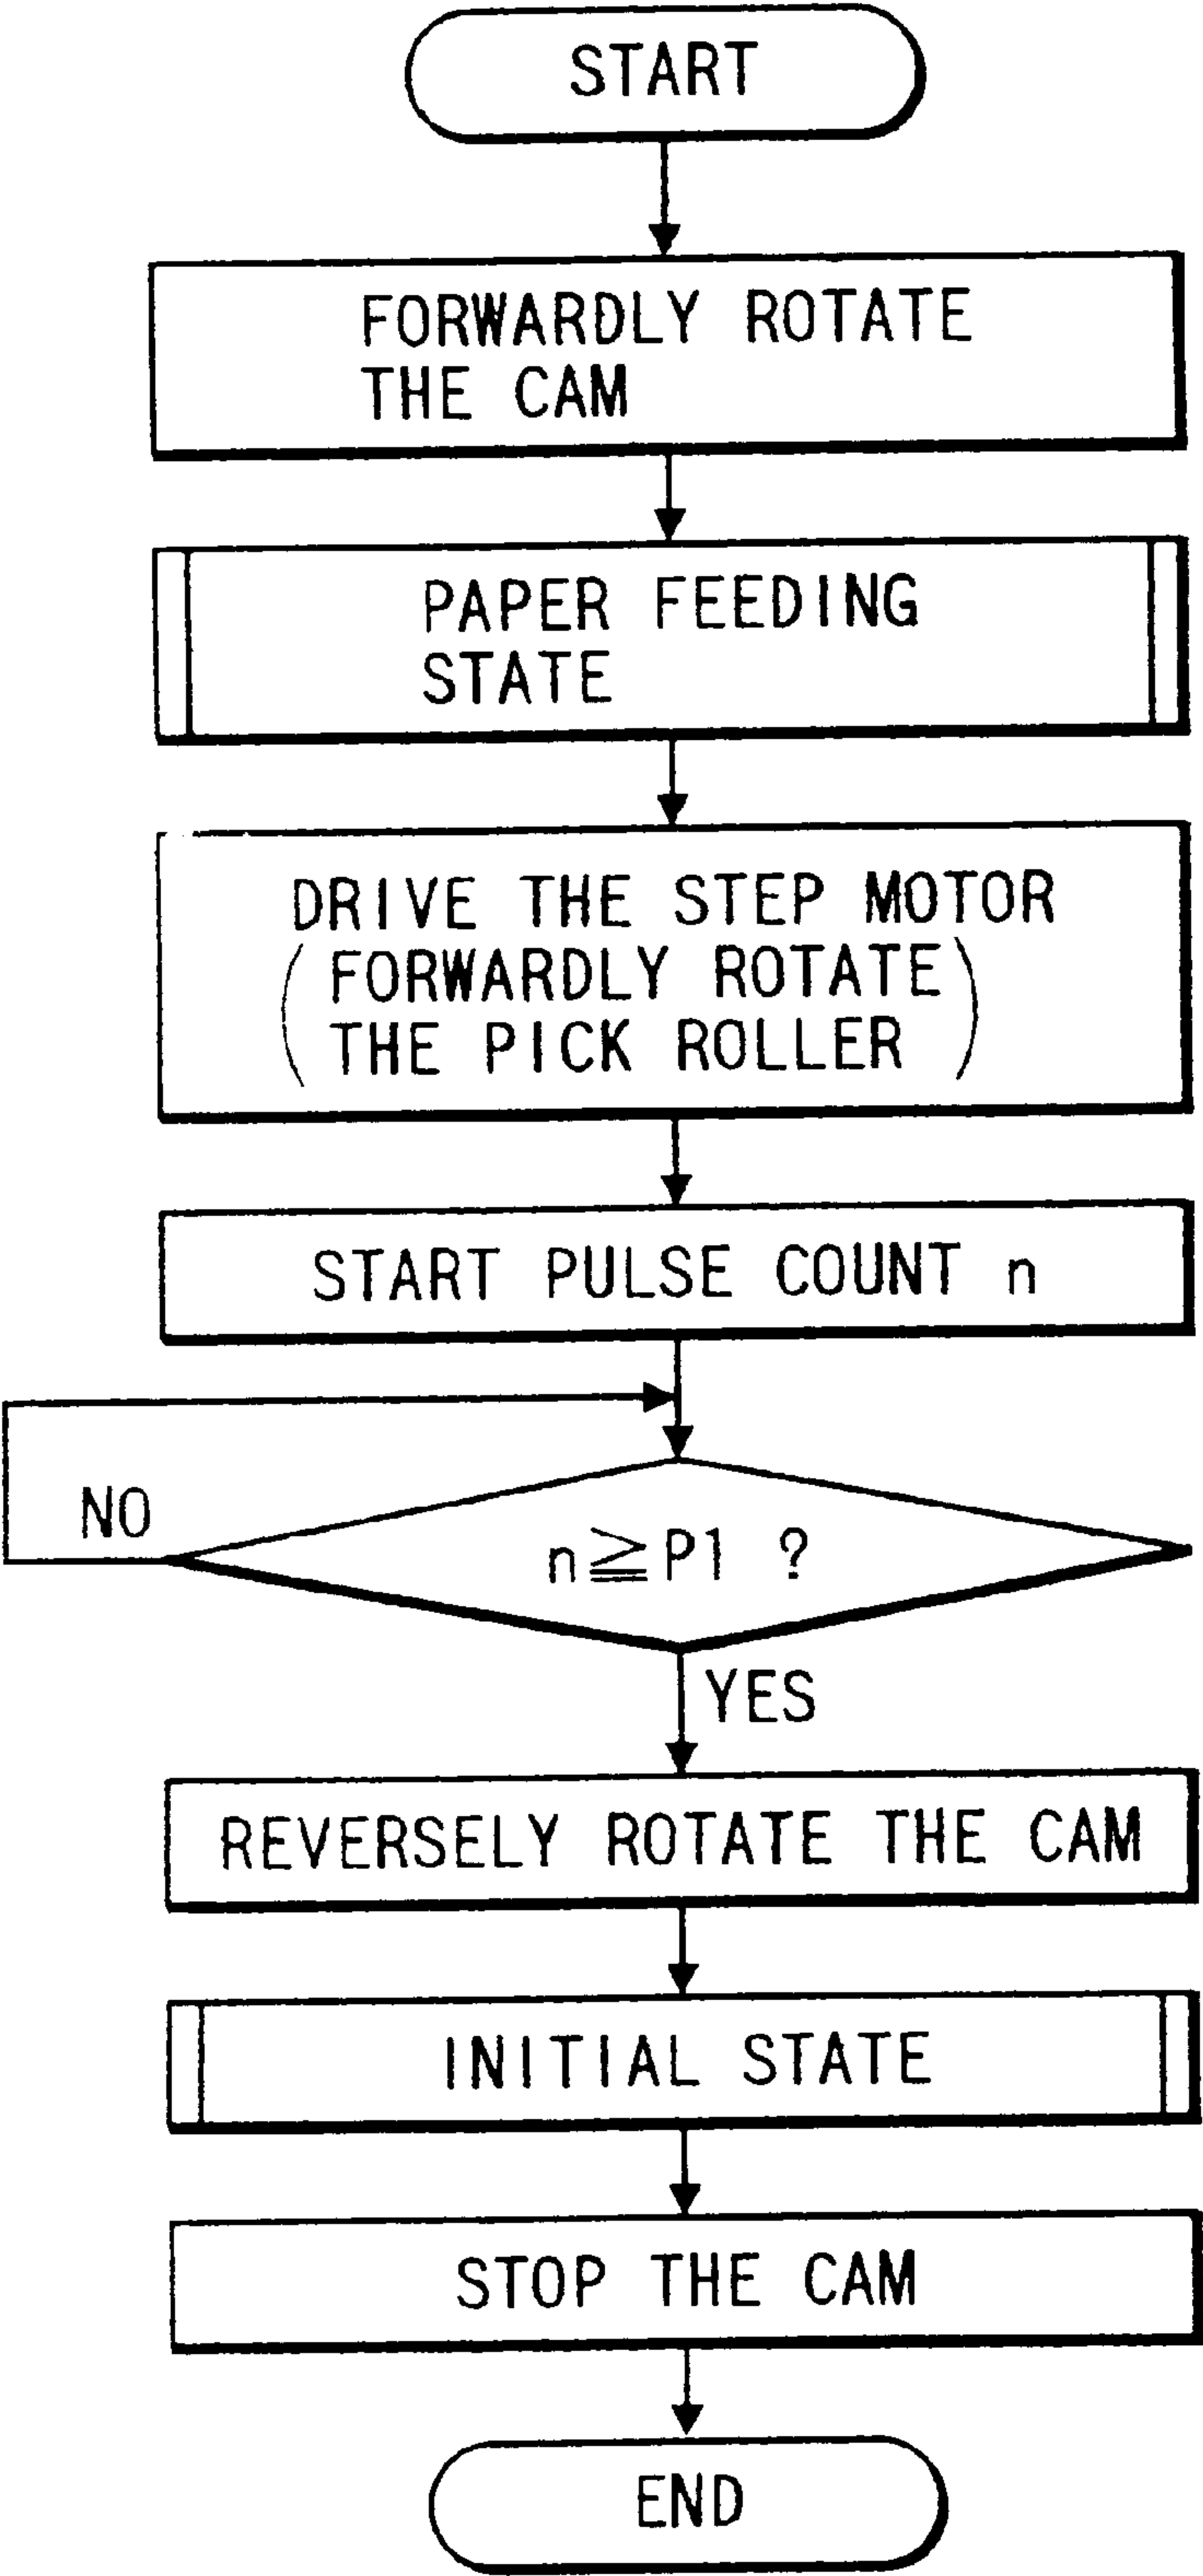 START
FORWARDLY ROTATE
THE CAM
PAPER FEEDING
STATE
DRIVE THE STEP MOTOR
(FORWARDLY ROTATE
THE PICK ROLLER)
START PULSE COUNT n
NO
n≧P1 ?
YES
REVERSELY ROTATE THE CAM
INITIAL STATE
STOP THE CAM
END